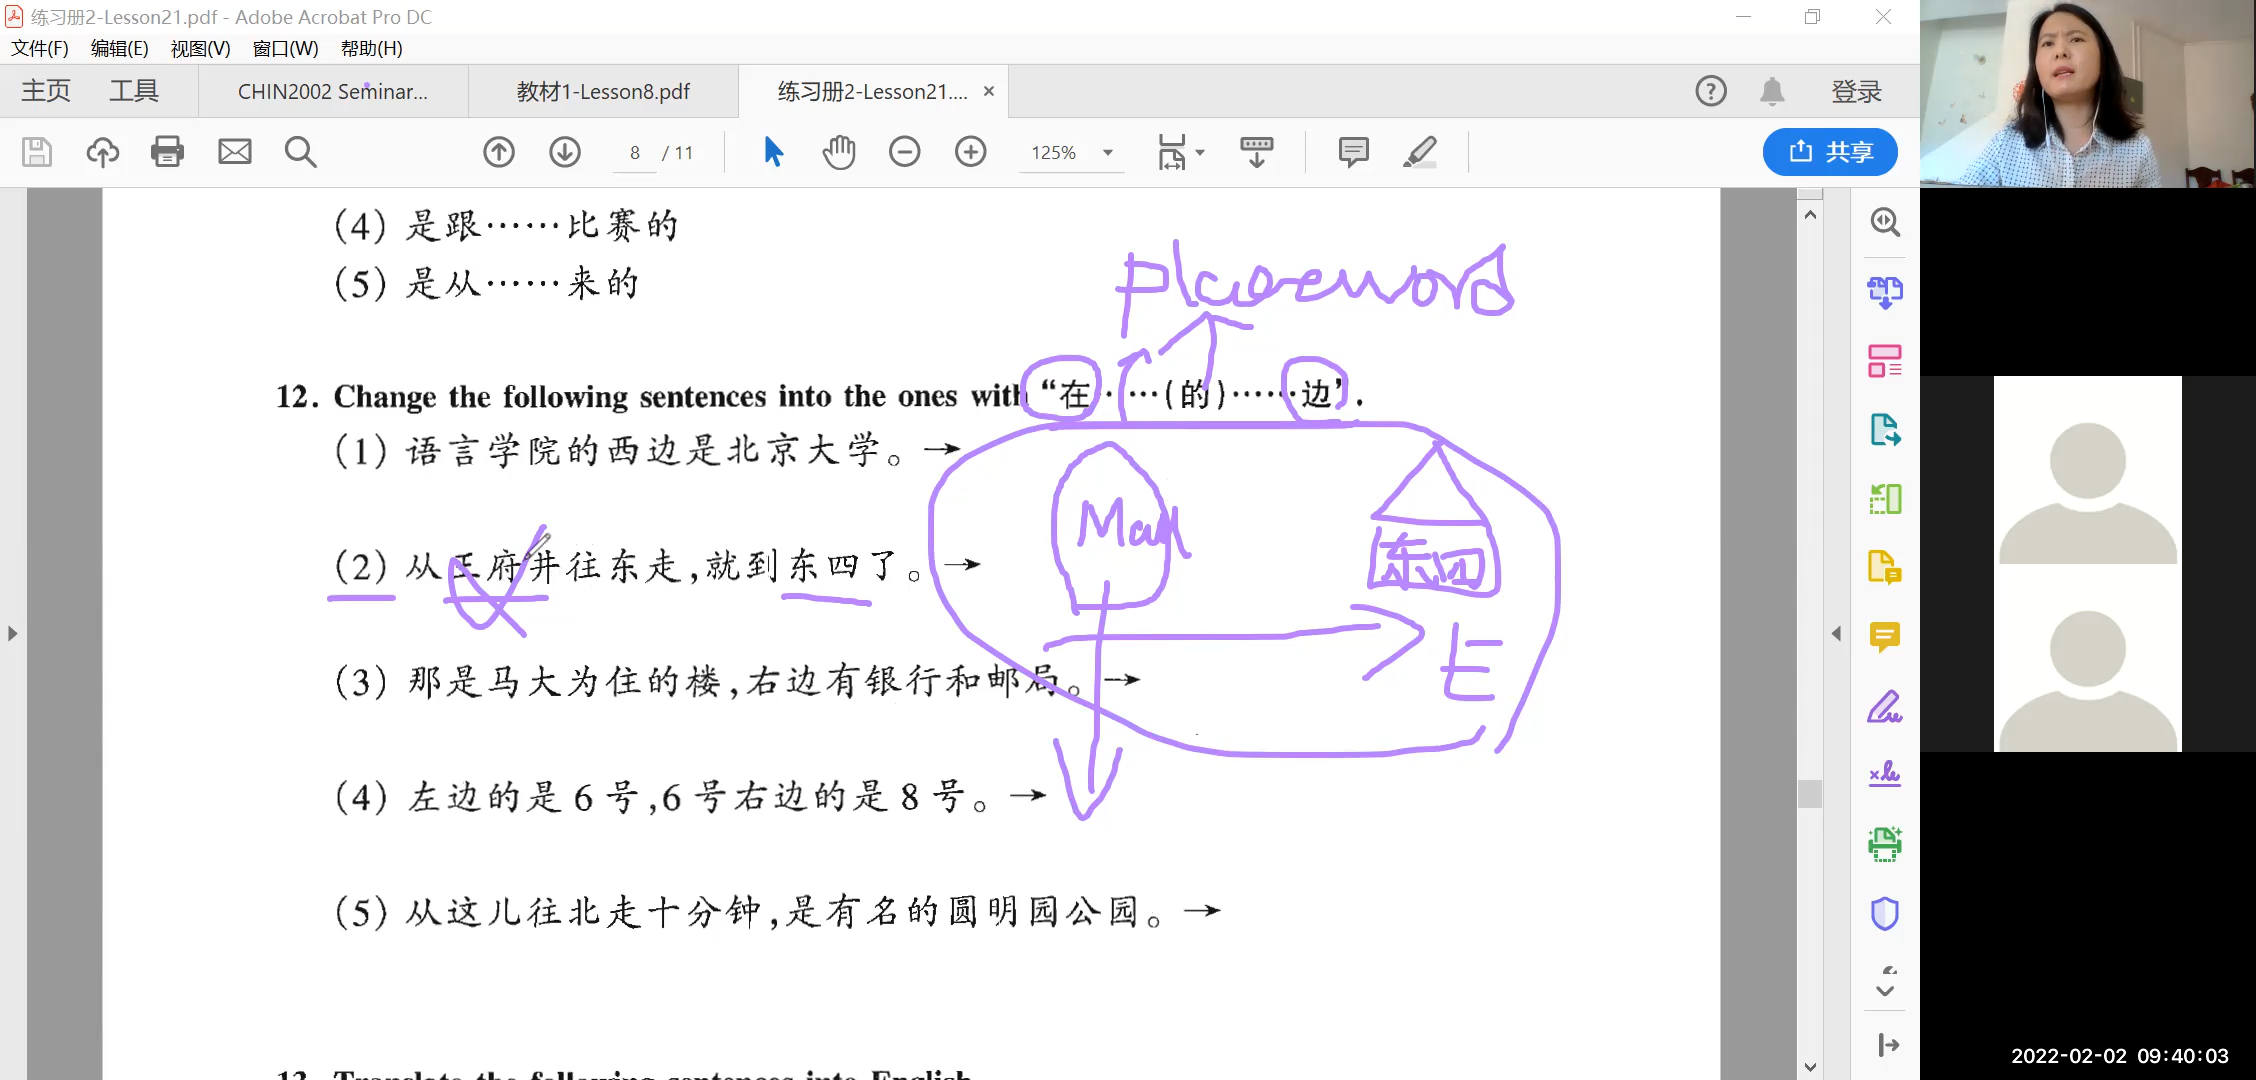 练习册2-Lesson21.pdf - Adobe Acrobat Pro DC
文件(F) 编辑(E) 视图(V) 窗口(W) 帮助(H)
主页 工具 CHIN2002 Seminar... 教材1-Lesson8.pdf 练习册2-Lesson21.... × 登录
8 / 11 125% 共享
(4) 是跟……比赛的
(5) 是从……来的
placeword
12. Change the following sentences into the ones with “在……(的)……边”.
(1) 语言学院的西边是北京大学。→
Mall
(2) 从王府井往东走,就到东四了。→
东四
E
(3) 那是马大为住的楼,右边有银行和邮局。→
(4) 左边的是6号,6号右边的是8号。→
(5) 从这儿往北走十分钟,是有名的圆明园公园。→
13. Translate the following sentences into English
2022-02-02 09:40:03